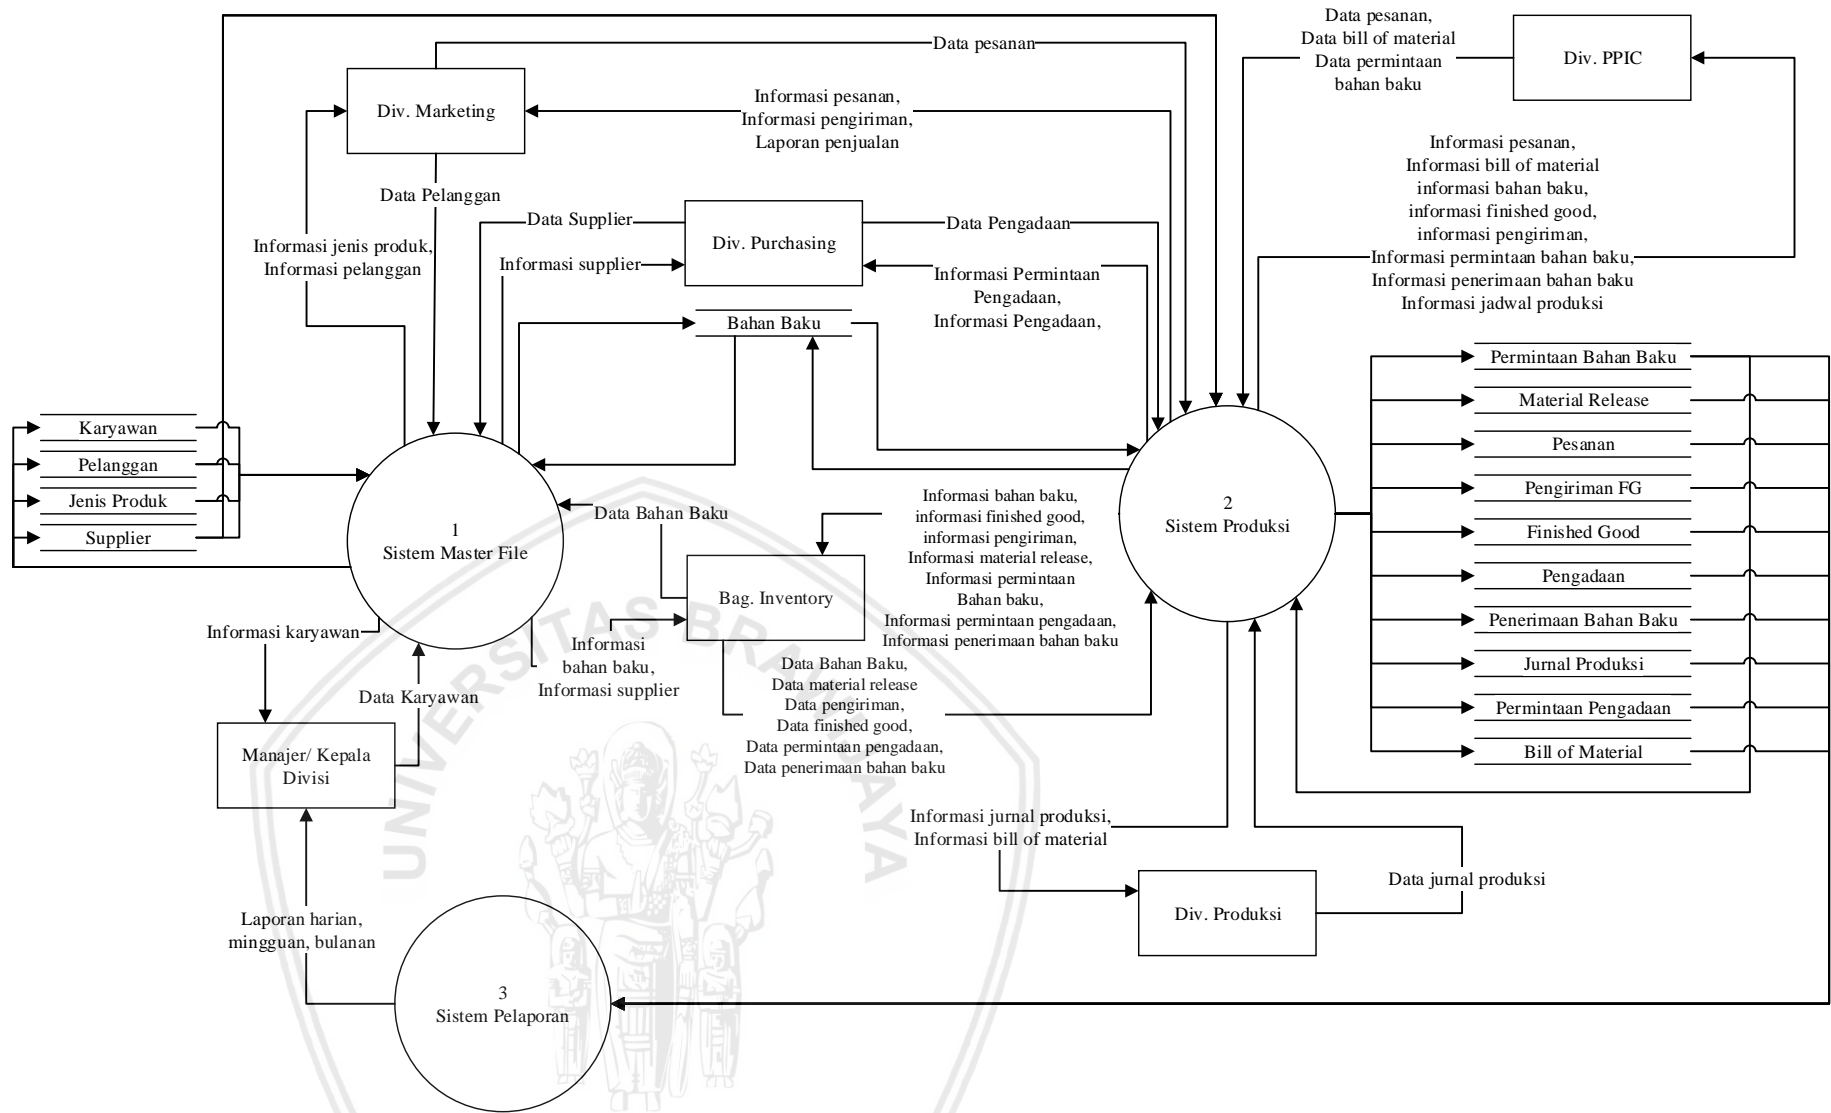 Data pesanan,
Data bill of material
Data permintaan
bahan baku
Div. PPIC
Data pesanan
Div. Marketing
Informasi pesanan,
Informasi pengiriman,
Laporan penjualan
Informasi pesanan,
Informasi bill of material
informasi bahan baku,
informasi finished good,
informasi pengiriman,
Informasi permintaan bahan baku,
Informasi penerimaan bahan baku
Informasi jadwal produksi
Data Pelanggan
Data Supplier
Div. Purchasing
Data Pengadaan
Informasi jenis produk,
Informasi pelanggan
Informasi supplier
Informasi Permintaan
Pengadaan,
Informasi Pengadaan,
Bahan Baku
Karyawan
Pelanggan
Jenis Produk
Supplier
1
Sistem Master File
2
Sistem Produksi
Permintaan Bahan Baku
Material Release
Pesanan
Pengiriman FG
Finished Good
Pengadaan
Penerimaan Bahan Baku
Jurnal Produksi
Permintaan Pengadaan
Bill of Material
Data Bahan Baku
Informasi bahan baku,
informasi finished good,
informasi pengiriman,
Informasi material release,
Informasi permintaan
Bahan baku,
Informasi permintaan pengadaan,
Informasi penerimaan bahan baku
Bag. Inventory
Informasi karyawan
Informasi
bahan baku,
Informasi supplier
Data Bahan Baku,
Data material release
Data pengiriman,
Data finished good,
Data permintaan pengadaan,
Data penerimaan bahan baku
Data Karyawan
Manajer/ Kepala
Divisi
Informasi jurnal produksi,
Informasi bill of material
Data jurnal produksi
Div. Produksi
Laporan harian,
mingguan, bulanan
3
Sistem Pelaporan
UNIVERSITAS BRAWIJAYA